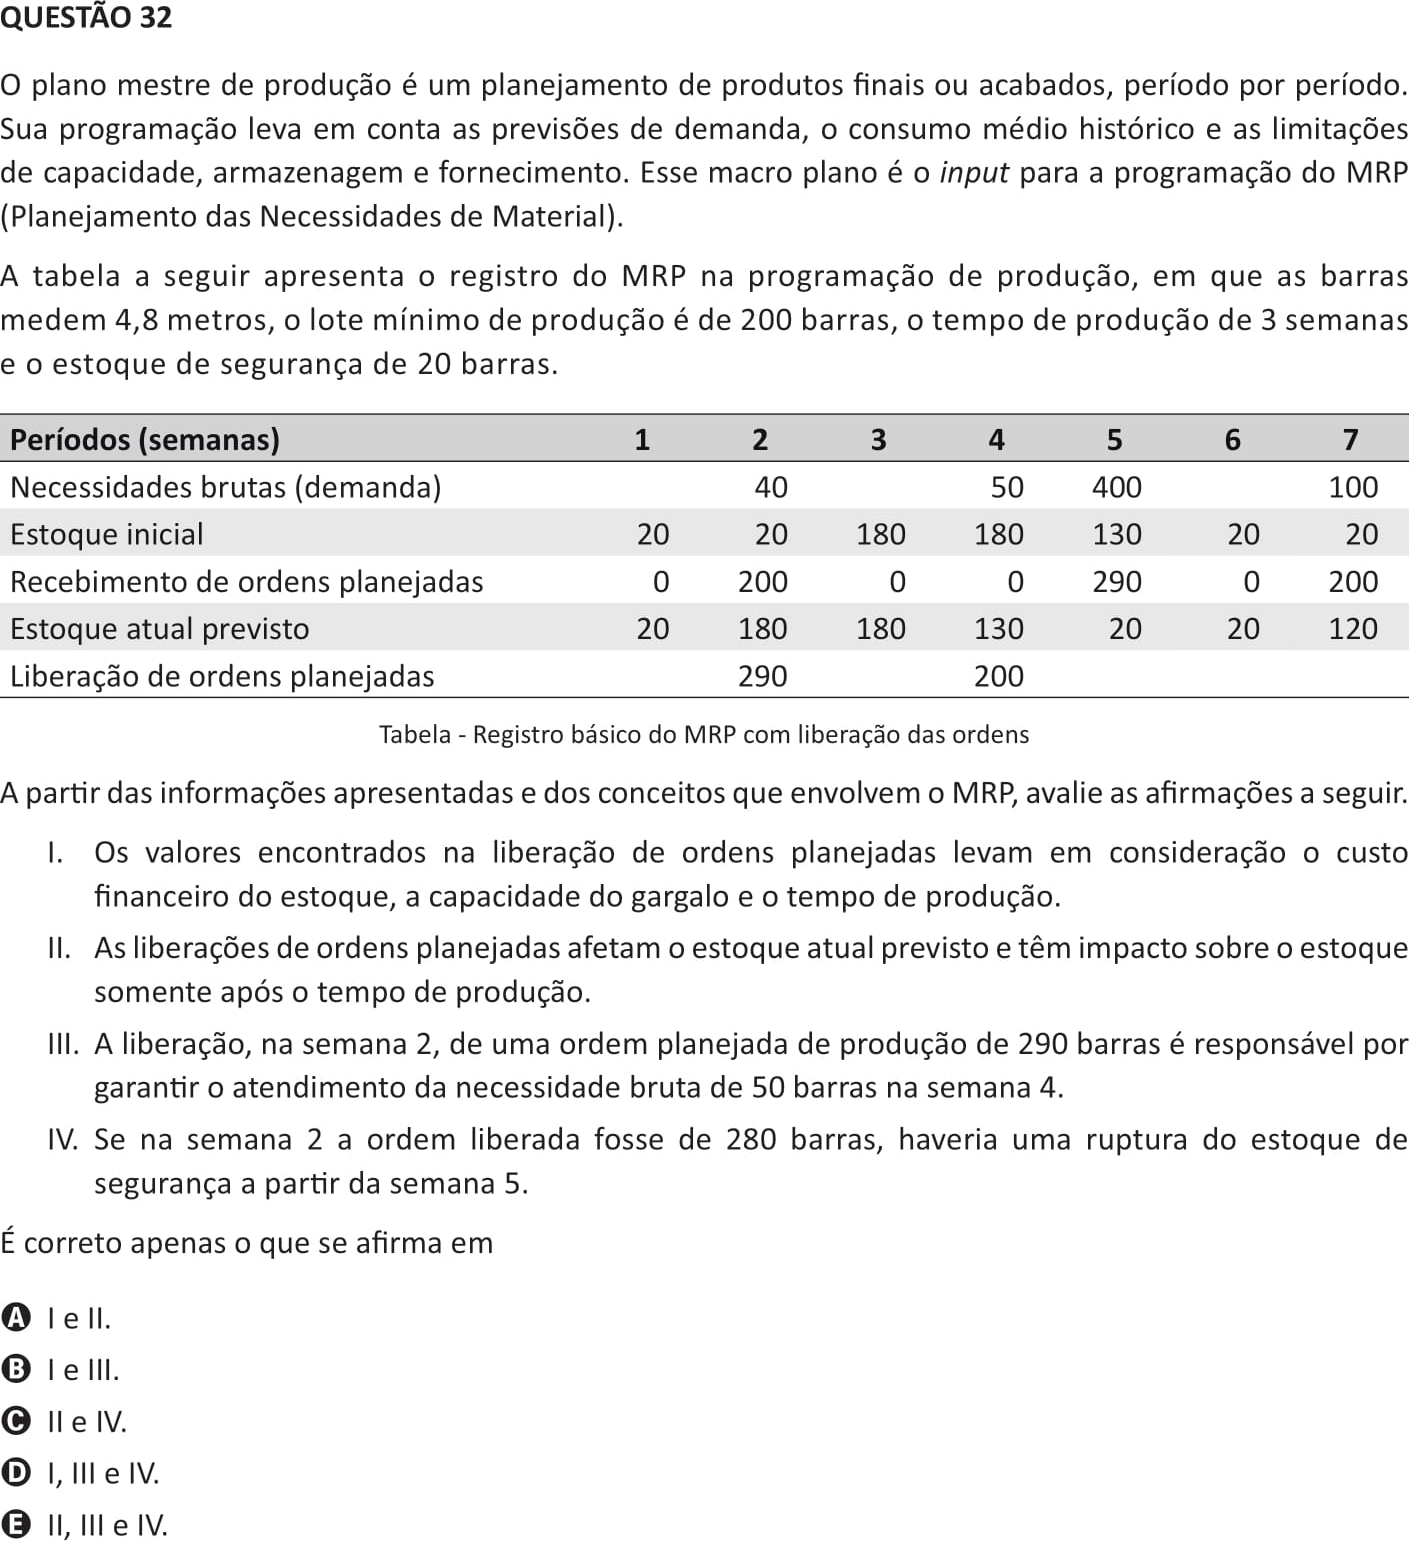 QUESTÃO 32
O plano mestre de produção é um planejamento de produtos finais ou acabados, período por período.
Sua programação leva em conta as previsões de demanda, o consumo médio histórico e as limitações
de capacidade, armazenagem e fornecimento. Esse macro plano é o input para a programação do MRP
(Planejamento das Necessidades de Material).
A tabela a seguir apresenta o registro do MRP na programação de produção, em que as barras
medem 4,8 metros, o lote mínimo de produção é de 200 barras, o tempo de produção de 3 semanas
e o estoque de segurança de 20 barras.
Períodos (semanas) 1 2 3 4 5 6 7
Necessidades brutas (demanda) 40 50 400 100
Estoque inicial 20 20 180 180 130 20 20
Recebimento de ordens planejadas 0 200 0 0 290 0 200
Estoque atual previsto 20 180 180 130 20 20 120
Liberação de ordens planejadas 290 200
Tabela - Registro básico do MRP com liberação das ordens
A partir das informações apresentadas e dos conceitos que envolvem o MRP, avalie as afirmações a seguir.
I. Os valores encontrados na liberação de ordens planejadas levam em consideração o custo
financeiro do estoque, a capacidade do gargalo e o tempo de produção.
II. As liberações de ordens planejadas afetam o estoque atual previsto e têm impacto sobre o estoque
somente após o tempo de produção.
III. A liberação, na semana 2, de uma ordem planejada de produção de 290 barras é responsável por
garantir o atendimento da necessidade bruta de 50 barras na semana 4.
IV. Se na semana 2 a ordem liberada fosse de 280 barras, haveria uma ruptura do estoque de
segurança a partir da semana 5.
É correto apenas o que se afirma em
A I e II.
B I e III.
C II e IV.
D I, III e IV.
E II, III e IV.